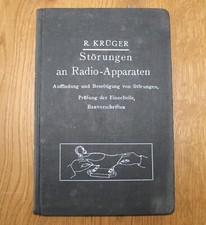 R. KRÜGER
Störungen
an Radio-Apparaten
Auffindung und Beseitigung von Störungen,
Prüfung der Einzelteile,
Bauvorschriften